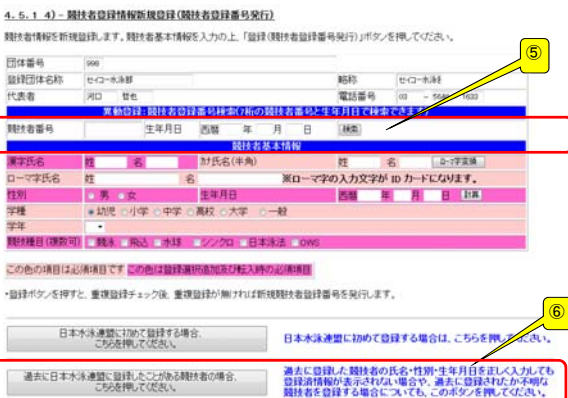 4.5.1 4) - 競技者登録情報新規登録(競技者登録番号発行)
競技者情報を新規登録します。競技者基本情報を入力の上、「登録(競技者登録番号発行)」ボタンを押してください。
⑤
団体番号 998
登録団体名称 セイコー水泳部 略称 セイコー水泳
代表者 河口 哲也 電話番号 03 - 5646 - 1603
異動登録:競技者登録番号検索(7桁の競技者番号と生年月日で検索できます)
競技者番号 生年月日 西暦 年 月 日 検索
競技者基本情報
漢字氏名 姓 名 カナ氏名(半角) 姓 名 ローマ字変換
ローマ字氏名 姓 名 ※ローマ字の入力文字が ID カードになります。
性別 男 女 生年月日 西暦 年 月 日 計算
学種 幼児 小学 中学 高校 大学 一般
学年
競技種目(複数可) 競泳 飛込 水球 シンクロ 日本泳法 OWS
この色の項目は必須項目です この色は登録選択追加及び転入時の必須項目
・登録ボタンを押すと、重複登録チェック後、重複登録が無ければ新規競技者登録番号を発行します。
⑥
日本水泳連盟に初めて登録する場合、
こちらを押してください。
日本水泳連盟に初めて登録する場合は、こちらを押してください。
過去に日本水泳連盟に登録したことがある競技者の場合、
こちらを押してください。
過去に登録した競技者の氏名・性別・生年月日を正しく入力しても
登録済情報が表示されない場合や、過去に登録されたか不明な
競技者を登録する場合についても、このボタンを押してください。